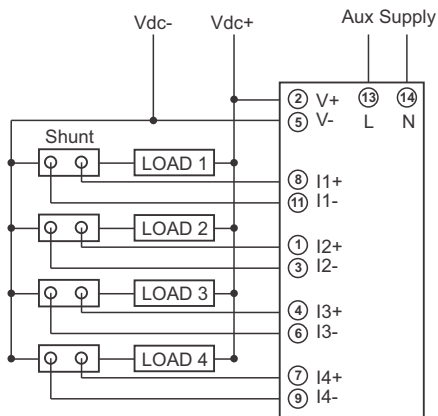 Vdc- Vdc+ Aux Supply
2 V+ 13 14
5 V- L N
Shunt
LOAD 1
8 I1+
11 I1-
LOAD 2
1 I2+
3 I2-
LOAD 3
4 I3+
6 I3-
LOAD 4
7 I4+
9 I4-